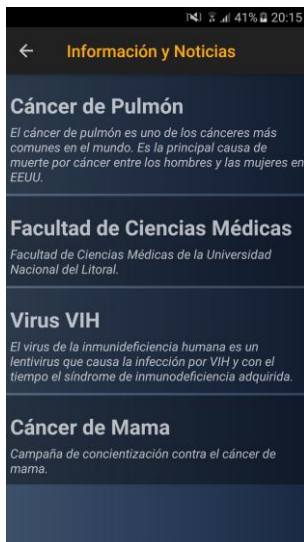 41% 20:15
Información y Noticias
Cáncer de Pulmón
El cáncer de pulmón es uno de los cánceres más
comunes en el mundo. Es la principal causa de
muerte por cáncer entre los hombres y las mujeres en
EEUU.
Facultad de Ciencias Médicas
Facultad de Ciencias Médicas de la Universidad
Nacional del Litoral.
Virus VIH
El virus de la inmunideficiencia humana es un
lentivirus que causa la infección por VIH y con el
tiempo el síndrome de inmunodeficiencia adquirida.
Cáncer de Mama
Campaña de concientización contra el cáncer de
mama.